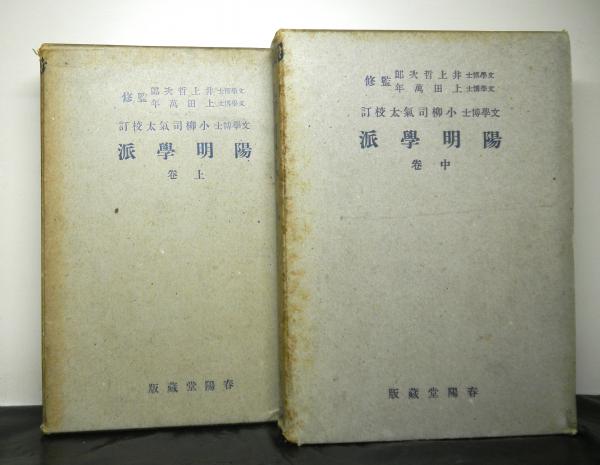 文學博士 井上哲次郎
文學博士 上田萬年
監修
文學博士 小柳司氣太 校訂
陽明學派
上卷
春陽堂藏版
文學博士 井上哲次郎
文學博士 上田萬年
監修
文學博士 小柳司氣太 校訂
陽明學派
中卷
春陽堂藏版